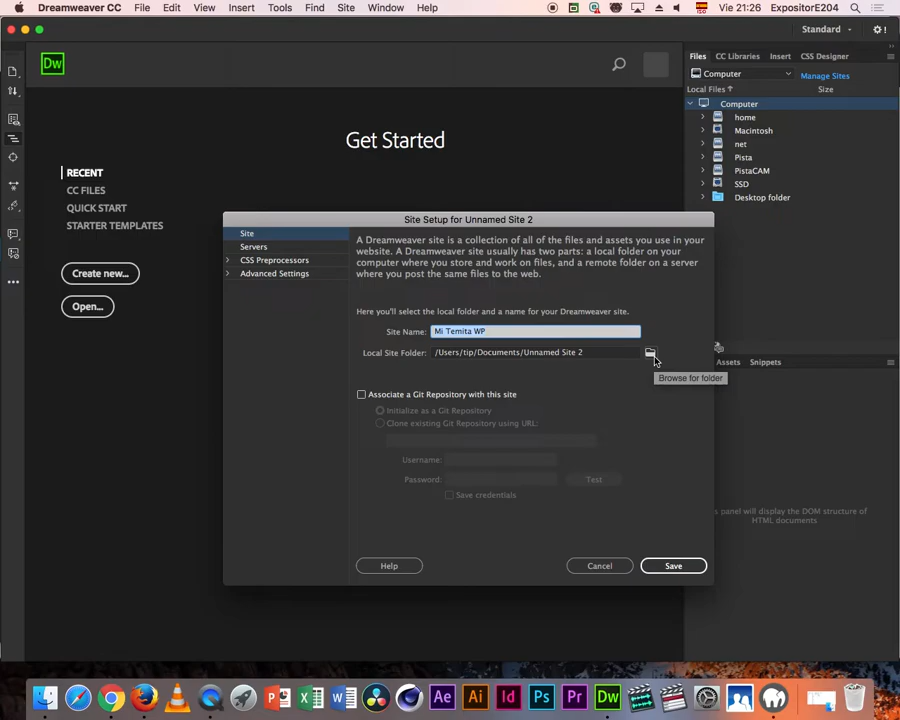 Dreamweaver CC File Edit View Insert Tools Find Site Window Help Vie 21:26 ExpositorE204
Standard
Dw
Files CC Libraries Insert CSS Designer
Computer Manage Sites
Local Files Size
Computer
home
Macintosh
net
Pista
PistaCAM
SSD
Desktop folder
Get Started
RECENT
CC FILES
QUICK START
STARTER TEMPLATES
Create new...
Open...
Site Setup for Unnamed Site 2
Site
Servers
CSS Preprocessors
Advanced Settings
A Dreamweaver site is a collection of all of the files and assets you use in your
website. A Dreamweaver site usually has two parts: a local folder on your
computer where you store and work on files, and a remote folder on a server
where you post the same files to the web.
Here you'll select the local folder and a name for your Dreamweaver site.
Site Name: Mi Temita WP
Local Site Folder: /Users/tip/Documents/Unnamed Site 2
Browse for folder
Associate a Git Repository with this site
Initialize as a Git Repository
Clone existing Git Repository using URL:
Username:
Password: Test
Save credentials
Help Cancel Save
Assets Snippets
s panel will display the DOM structure of
HTML documents
Ae Ai Id Ps Pr Dw